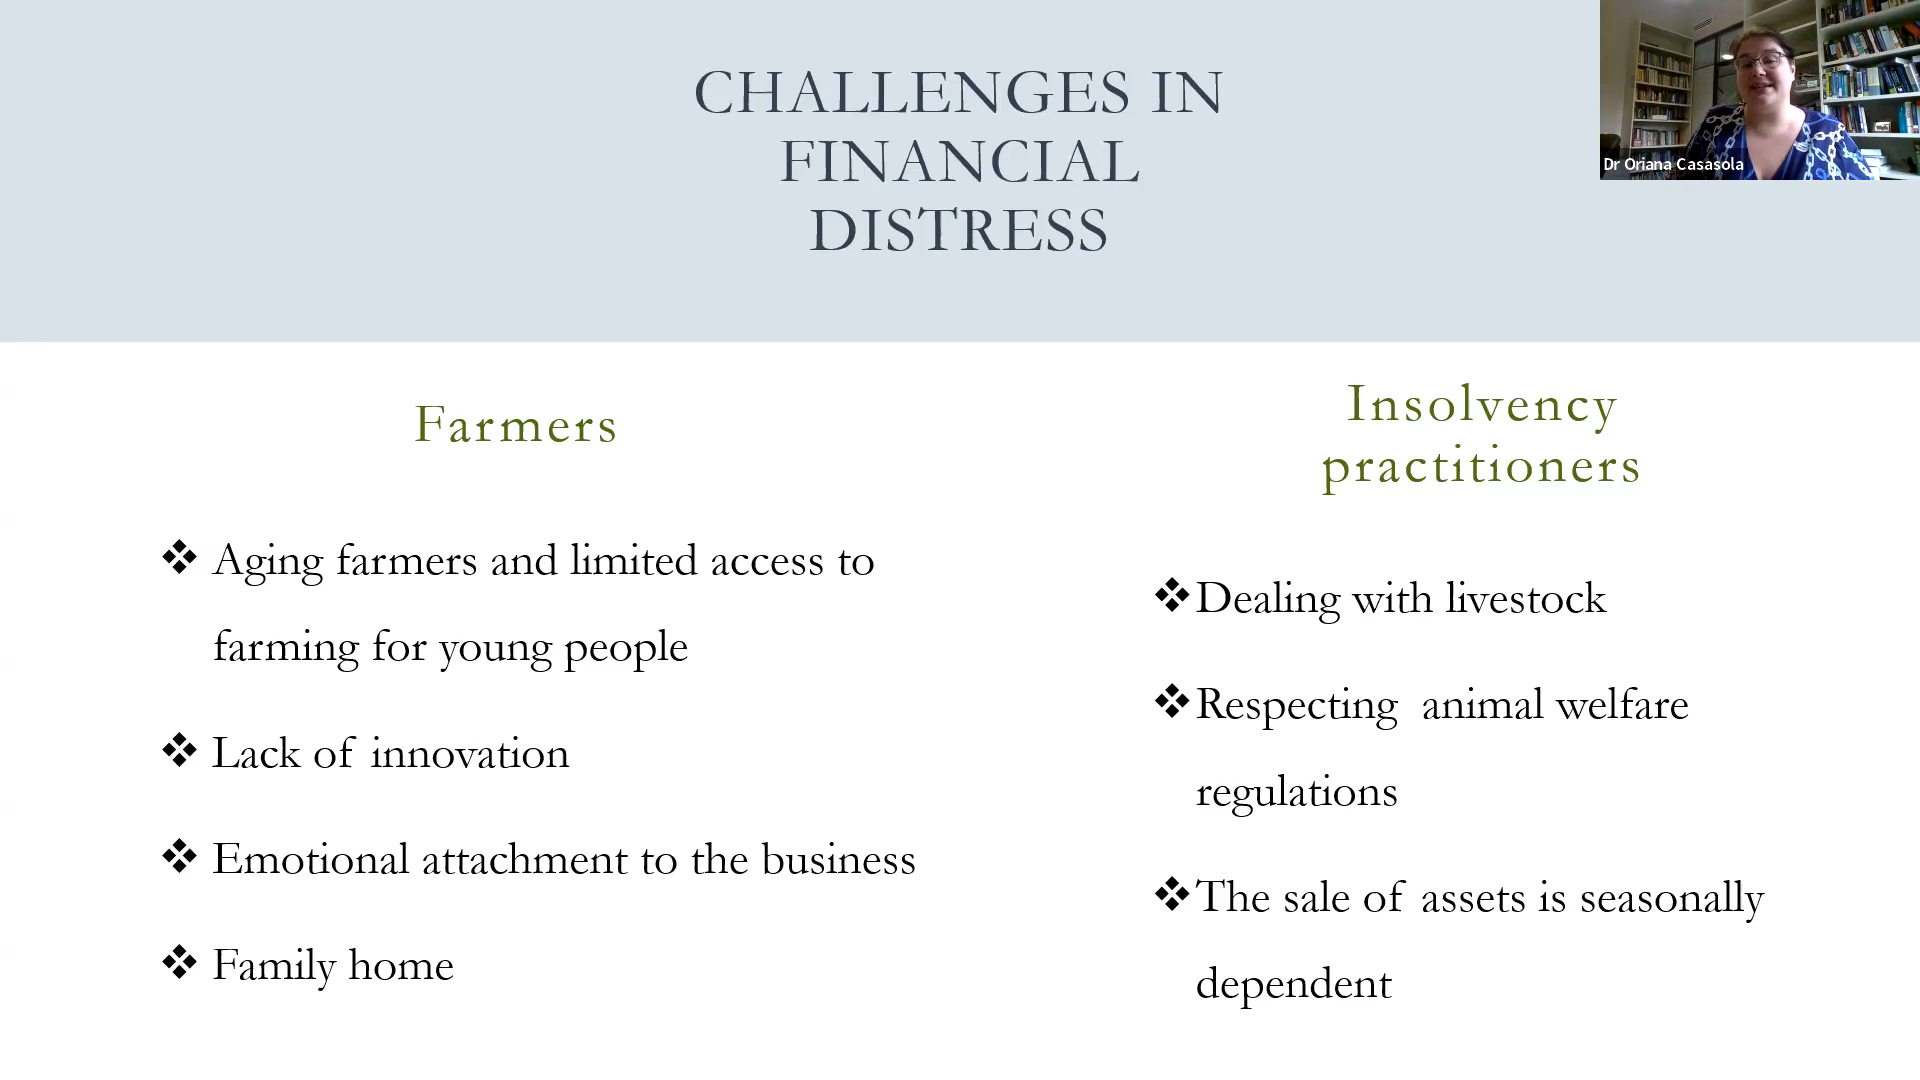 CHALLENGES IN
FINANCIAL
DISTRESS
Dr Oriana Casasola
Farmers
❖ Aging farmers and limited access to
farming for young people
❖ Lack of innovation
❖ Emotional attachment to the business
❖ Family home
Insolvency
practitioners
❖Dealing with livestock
❖Respecting animal welfare
regulations
❖The sale of assets is seasonally
dependent